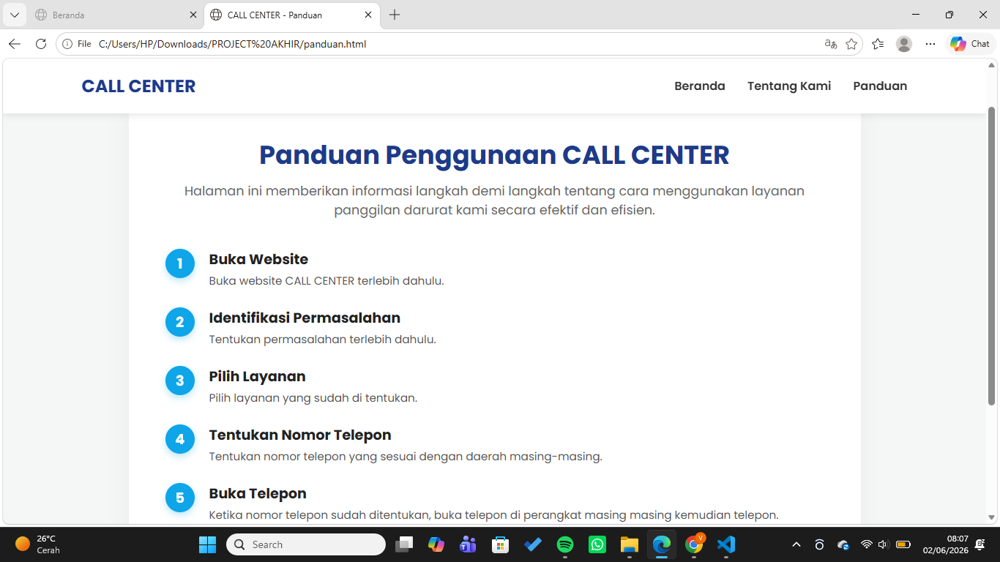 Beranda
CALL CENTER - Panduan
File C:/Users/HP/Downloads/PROJECT%20AKHIR/panduan.html
Chat
CALL CENTER
Beranda Tentang Kami Panduan
Panduan Penggunaan CALL CENTER
Halaman ini memberikan informasi langkah demi langkah tentang cara menggunakan layanan
panggilan darurat kami secara efektif dan efisien.
1 Buka Website
Buka website CALL CENTER terlebih dahulu.
2 Identifikasi Permasalahan
Tentukan permasalahan terlebih dahulu.
3 Pilih Layanan
Pilih layanan yang sudah di tentukan.
4 Tentukan Nomor Telepon
Tentukan nomor telepon yang sesuai dengan daerah masing-masing.
5 Buka Telepon
Ketika nomor telepon sudah ditentukan, buka telepon di perangkat masing masing kemudian telepon.
26°C
Cerah
Search
V
08:07
02/06/2026